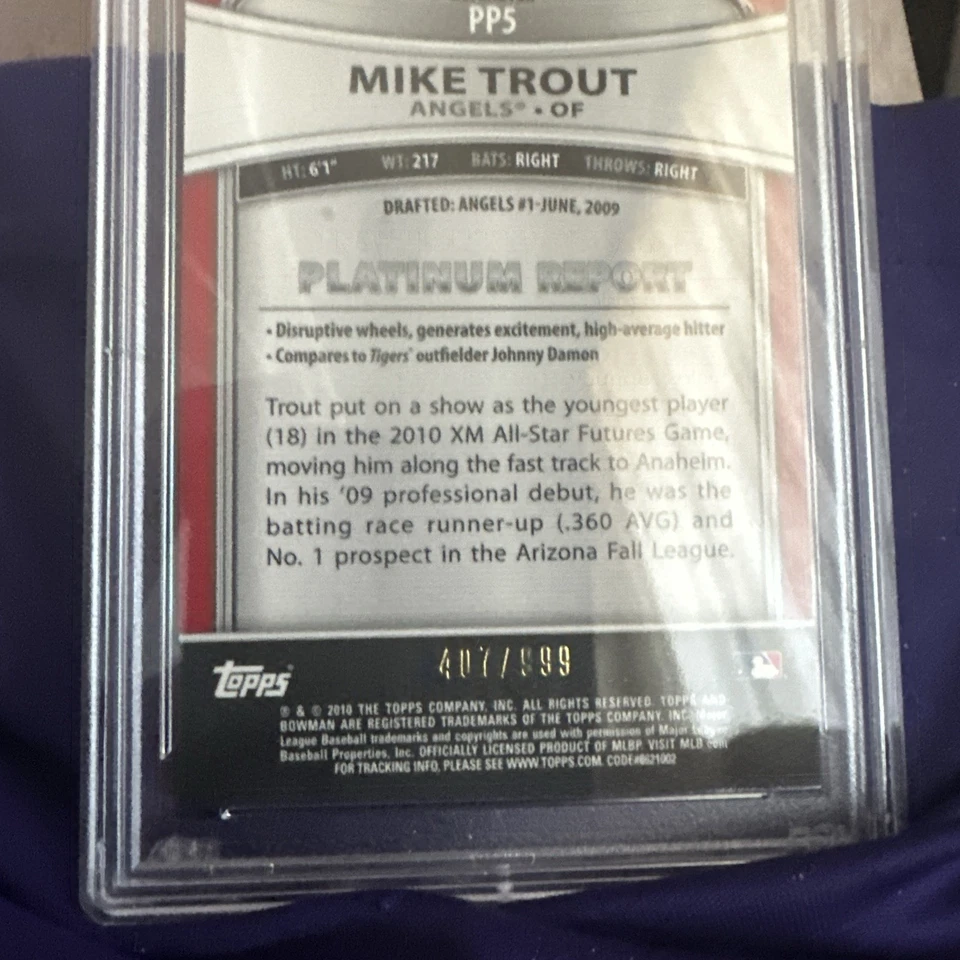 PP5
MIKE TROUT
ANGELS® • OF
HT: 6'1" WT: 217 BATS: RIGHT THROWS: RIGHT
DRAFTED: ANGELS #1-JUNE, 2009
PLATINUM REPORT
• Disruptive wheels, generates excitement, high-average hitter
• Compares to Tigers® outfielder Johnny Damon
Trout put on a show as the youngest player
(18) in the 2010 XM All-Star Futures Game,
moving him along the fast track to Anaheim.
In his '09 professional debut, he was the
batting race runner-up (.360 AVG) and
No. 1 prospect in the Arizona Fall League.
407/999
Topps®
® & © 2010 THE TOPPS COMPANY, INC. ALL RIGHTS RESERVED. TOPPS AND
BOWMAN ARE REGISTERED TRADEMARKS OF THE TOPPS COMPANY, INC. Major
League Baseball trademarks and copyrights are used with permission of Major League
Baseball Properties, Inc. OFFICIALLY LICENSED PRODUCT OF MLBP. VISIT MLB.com
FOR TRACKING INFO, PLEASE SEE WWW.TOPPS.COM. CODE#0621002